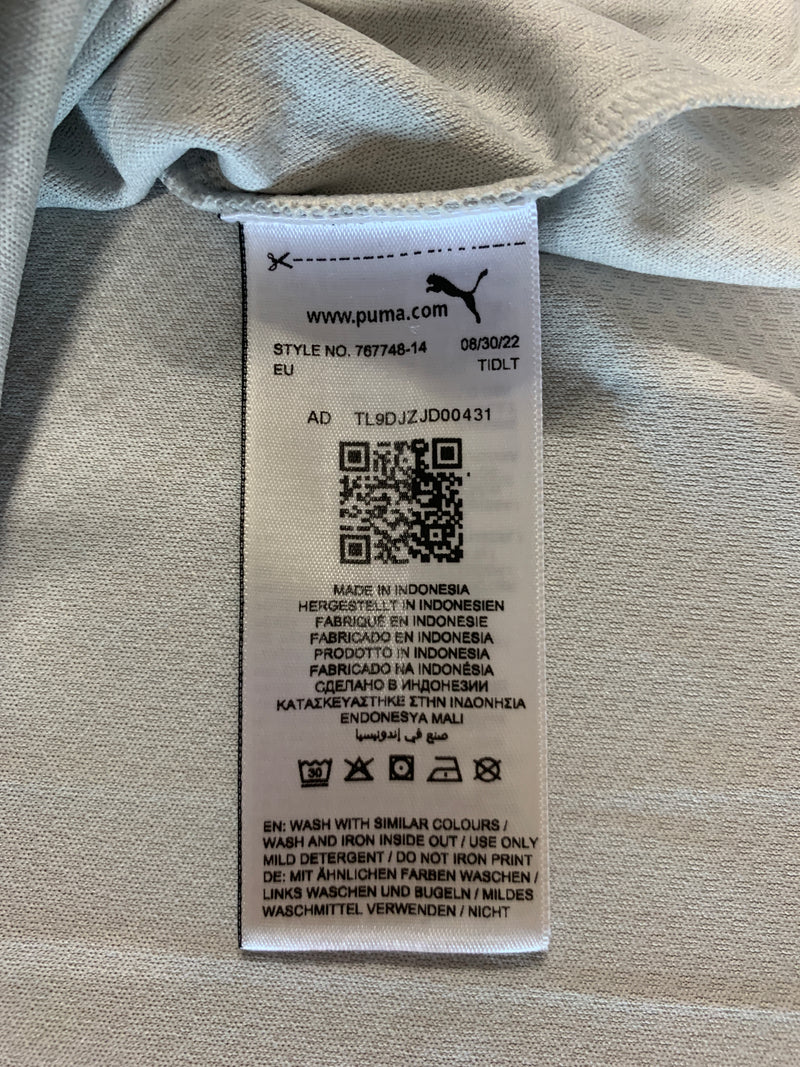 www.puma.com
STYLE NO. 767748-14 08/30/22
EU TIDLT
AD TL9DJZJD00431
MADE IN INDONESIA
HERGESTELLT IN INDONESIEN
FABRIQUÉ EN INDONÉSIE
FABRICADO EN INDONESIA
PRODOTTO IN INDONESIA
FABRICADO NA INDONÉSIA
СДЕЛАНО В ИНДОНЕЗИИ
ΚΑΤΑΣΚΕΥΑΣΤΗΚΕ ΣΤΗΝ ΙΝΔΟΝΗΣΙΑ
ENDONESYA MALI
صنع في إندونيسيا
30
EN: WASH WITH SIMILAR COLOURS /
WASH AND IRON INSIDE OUT / USE ONLY
MILD DETERGENT / DO NOT IRON PRINT
DE: MIT ÄHNLICHEN FARBEN WASCHEN /
LINKS WASCHEN UND BUGELN / MILDES
WASCHMITTEL VERWENDEN / NICHT